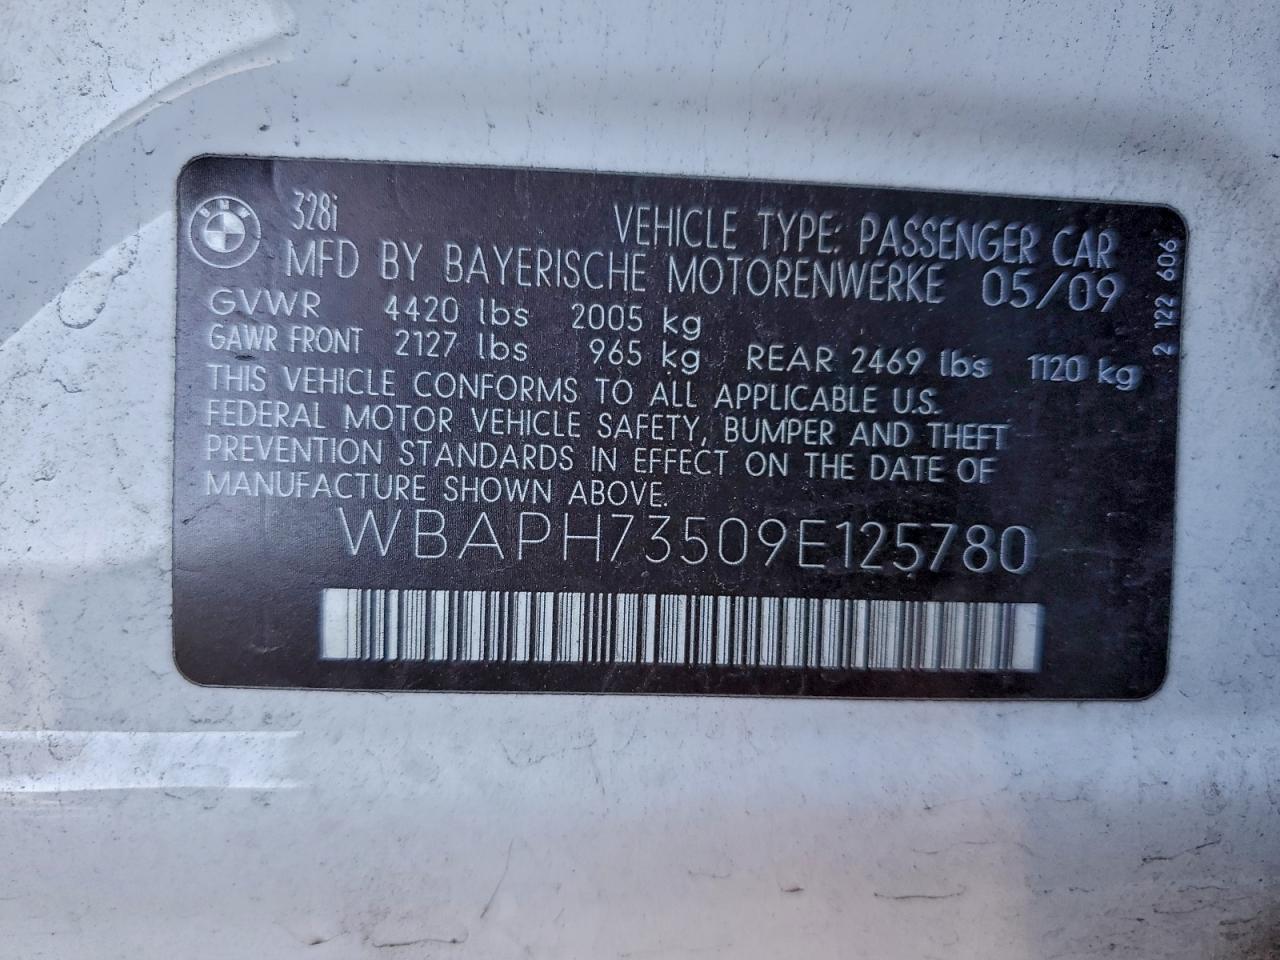 BMW
328i VEHICLE TYPE: PASSENGER CAR
MFD BY BAYERISCHE MOTORENWERKE 05/09
GVWR 4420 lbs 2005 kg
GAWR FRONT 2127 lbs 965 kg REAR 2469 lbs 1120 kg
THIS VEHICLE CONFORMS TO ALL APPLICABLE U.S.
FEDERAL MOTOR VEHICLE SAFETY, BUMPER AND THEFT
PREVENTION STANDARDS IN EFFECT ON THE DATE OF
MANUFACTURE SHOWN ABOVE.
WBAPH73509E125780
2 122 606